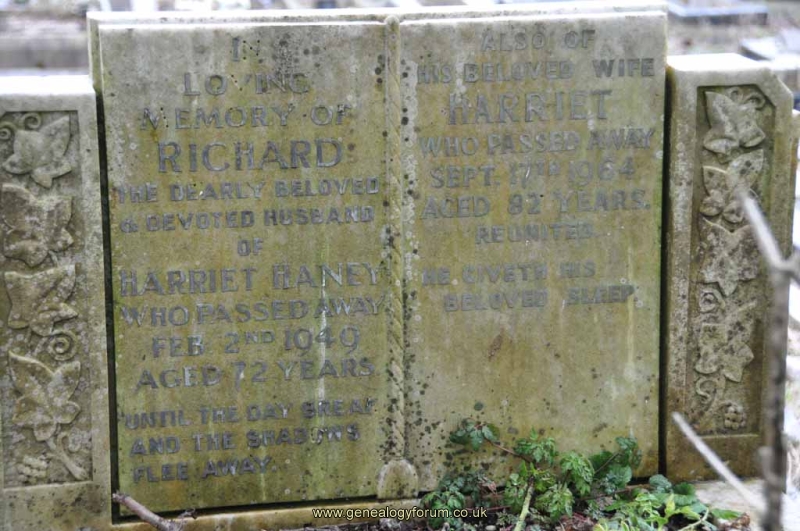 IN
LOVING
MEMORY OF
RICHARD
THE DEARLY BELOVED
& DEVOTED HUSBAND
OF
HARRIET HANEY
WHO PASSED AWAY
FEB 2ND 1949
AGED 72 YEARS
UNTIL THE DAY BREAK
AND THE SHADOWS
FLEE AWAY.
ALSO OF
HIS BELOVED WIFE
HARRIET
WHO PASSED AWAY
SEPT. 17TH 1964
AGED 82 YEARS.
REUNITED.
HE GIVETH HIS
BELOVED SLEEP.
www.genealogyforum.co.uk